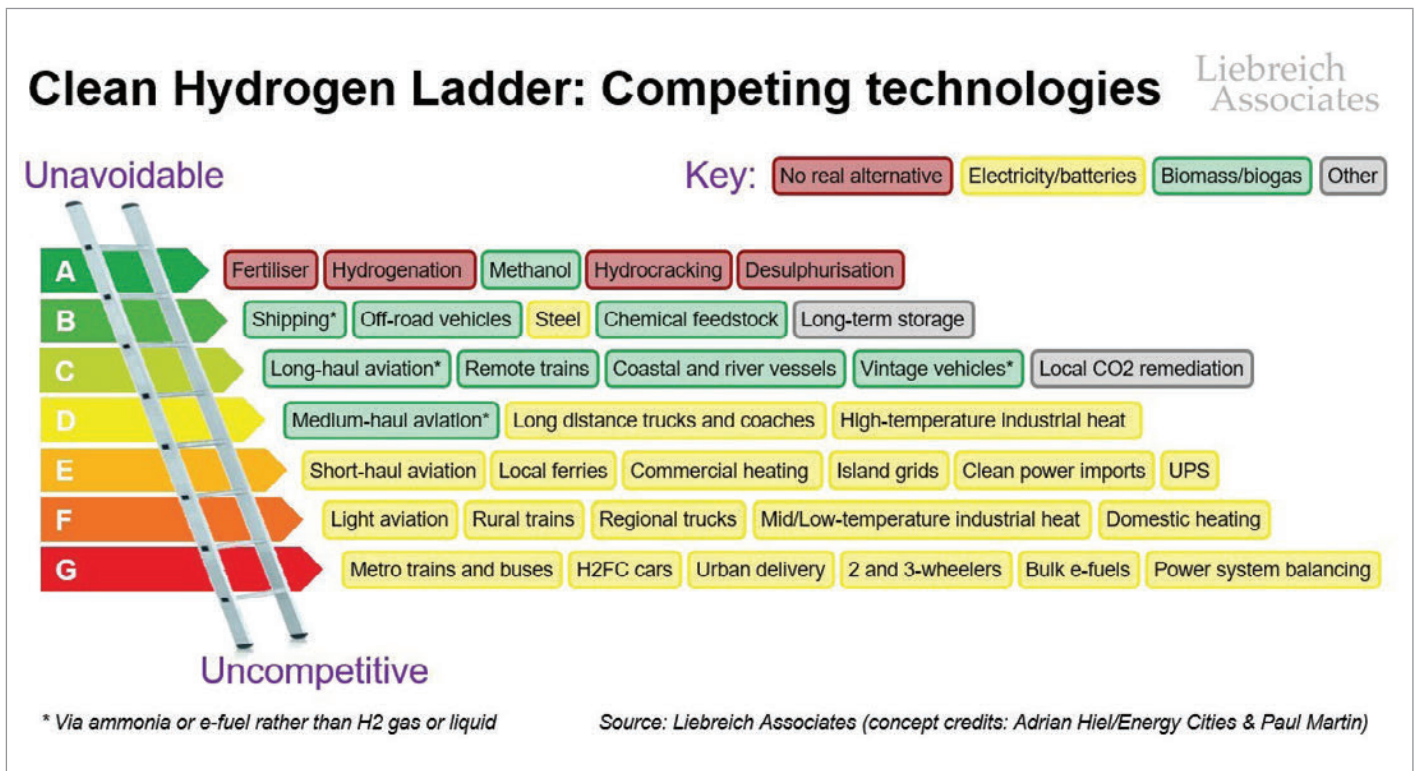 Clean Hydrogen Ladder: Competing technologies
Liebreich
Associates
Unavoidable
Key: No real alternative Electricity/batteries Biomass/biogas Other
A Fertiliser Hydrogenation Methanol Hydrocracking Desulphurisation
B Shipping* Off-road vehicles Steel Chemical feedstock Long-term storage
C Long-haul aviation* Remote trains Coastal and river vessels Vintage vehicles* Local CO2 remediation
D Medium-haul aviation* Long distance trucks and coaches High-temperature industrial heat
E Short-haul aviation Local ferries Commercial heating Island grids Clean power imports UPS
F Light aviation Rural trains Regional trucks Mid/Low-temperature industrial heat Domestic heating
G Metro trains and buses H2FC cars Urban delivery 2 and 3-wheelers Bulk e-fuels Power system balancing
Uncompetitive
* Via ammonia or e-fuel rather than H2 gas or liquid
Source: Liebreich Associates (concept credits: Adrian Hiel/Energy Cities & Paul Martin)